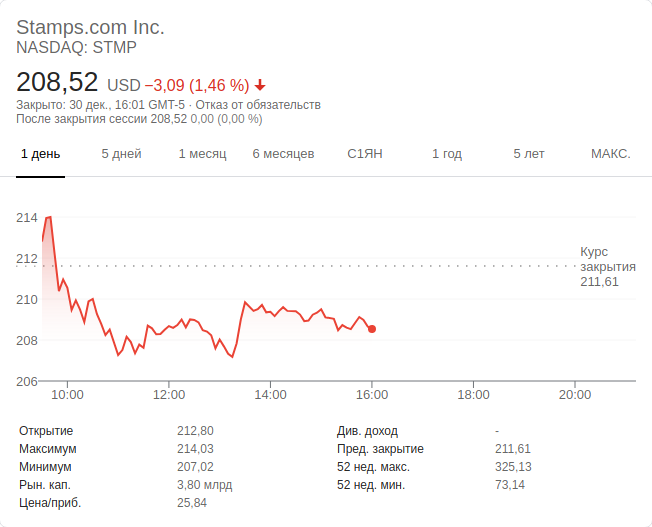 Stamps.com Inc.
NASDAQ: STMP
208,52 USD −3,09 (1,46 %)
Закрыто: 30 дек., 16:01 GMT-5 · Отказ от обязательств
После закрытия сессии 208,52 0,00 (0,00 %)
1 день 5 дней 1 месяц 6 месяцев С1ЯН 1 год 5 лет МАКС.
214
212
210
208
206
Курс
закрытия
211,61
10:00 12:00 14:00 16:00 18:00 20:00
Открытие 212,80 Див. доход -
Максимум 214,03 Пред. закрытие 211,61
Минимум 207,02 52 нед. макс. 325,13
Рын. кап. 3,80 млрд 52 нед. мин. 73,14
Цена/приб. 25,84